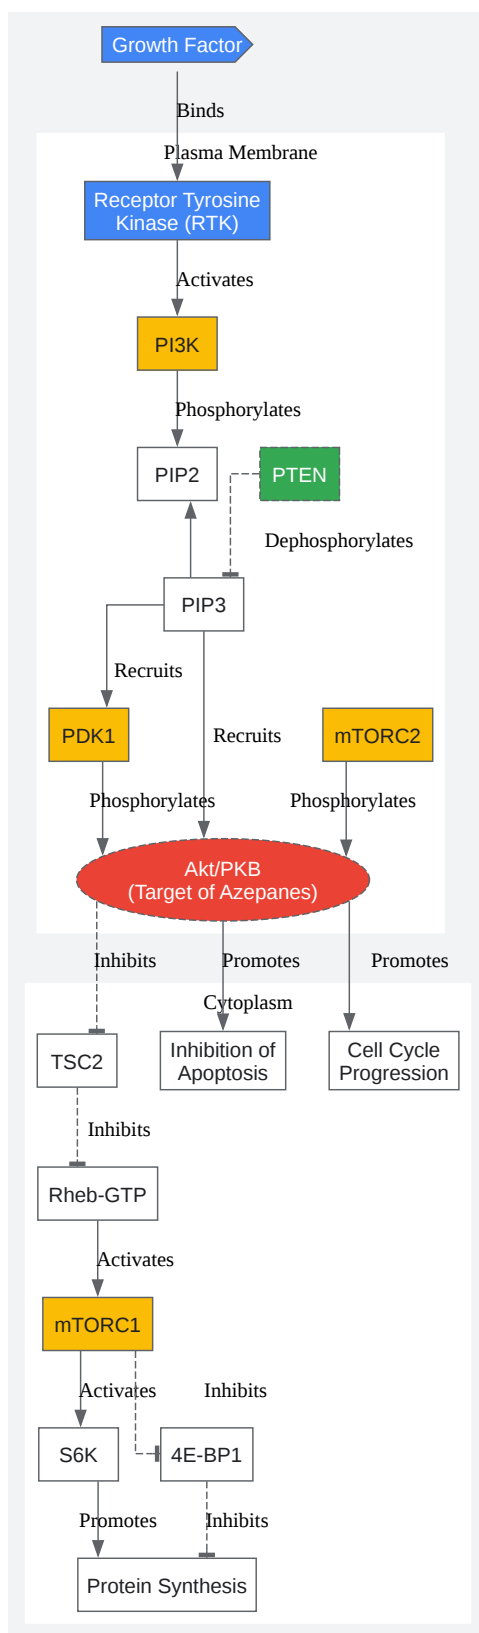 Growth Factor
Binds
Plasma Membrane
Receptor Tyrosine
Kinase (RTK)
Activates
PI3K
Phosphorylates
PIP2
PTEN
Dephosphorylates
PIP3
Recruits
PDK1
Recruits
mTORC2
Phosphorylates
Phosphorylates
Akt/PKB
(Target of Azepanes)
Inhibits
Promotes
Promotes
Cytoplasm
TSC2
Inhibition of
Apoptosis
Cell Cycle
Progression
Inhibits
Rheb-GTP
Activates
mTORC1
Activates
Inhibits
S6K
4E-BP1
Promotes
Inhibits
Protein Synthesis